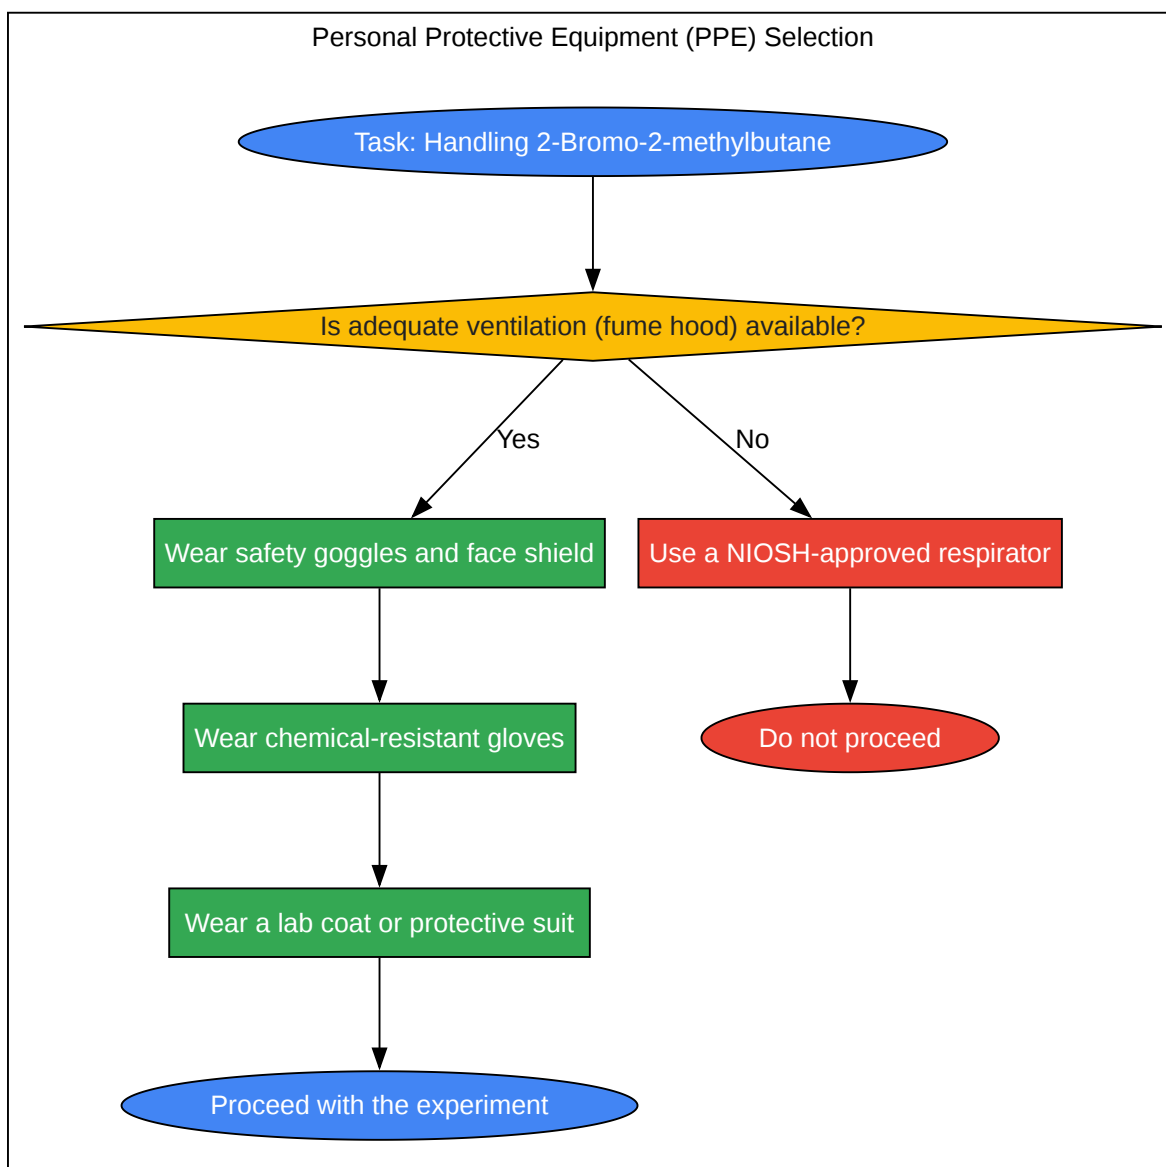 Personal Protective Equipment (PPE) Selection
Task: Handling 2-Bromo-2-methylbutane
Is adequate ventilation (fume hood) available?
Yes
No
Wear safety goggles and face shield
Use a NIOSH-approved respirator
Wear chemical-resistant gloves
Do not proceed
Wear a lab coat or protective suit
Proceed with the experiment